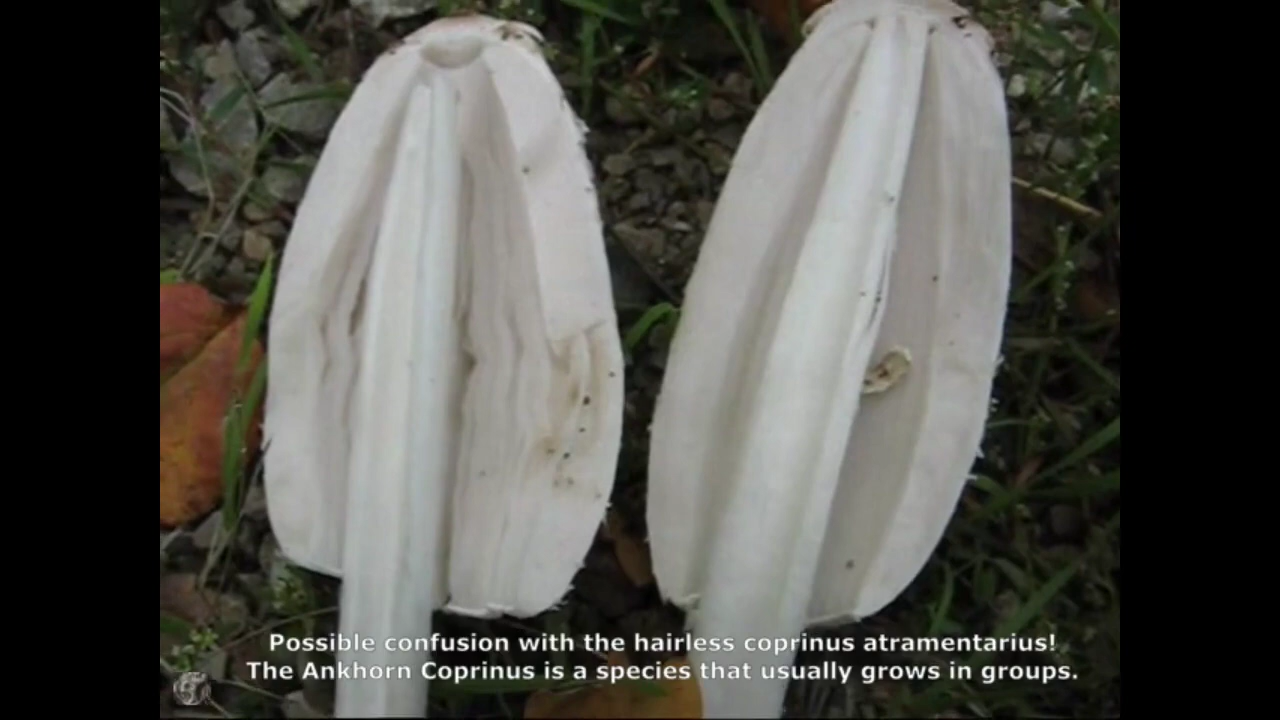 Possible confusion with the hairless coprinus atramentarius!
The Ankhorn Coprinus is a species that usually grows in groups.